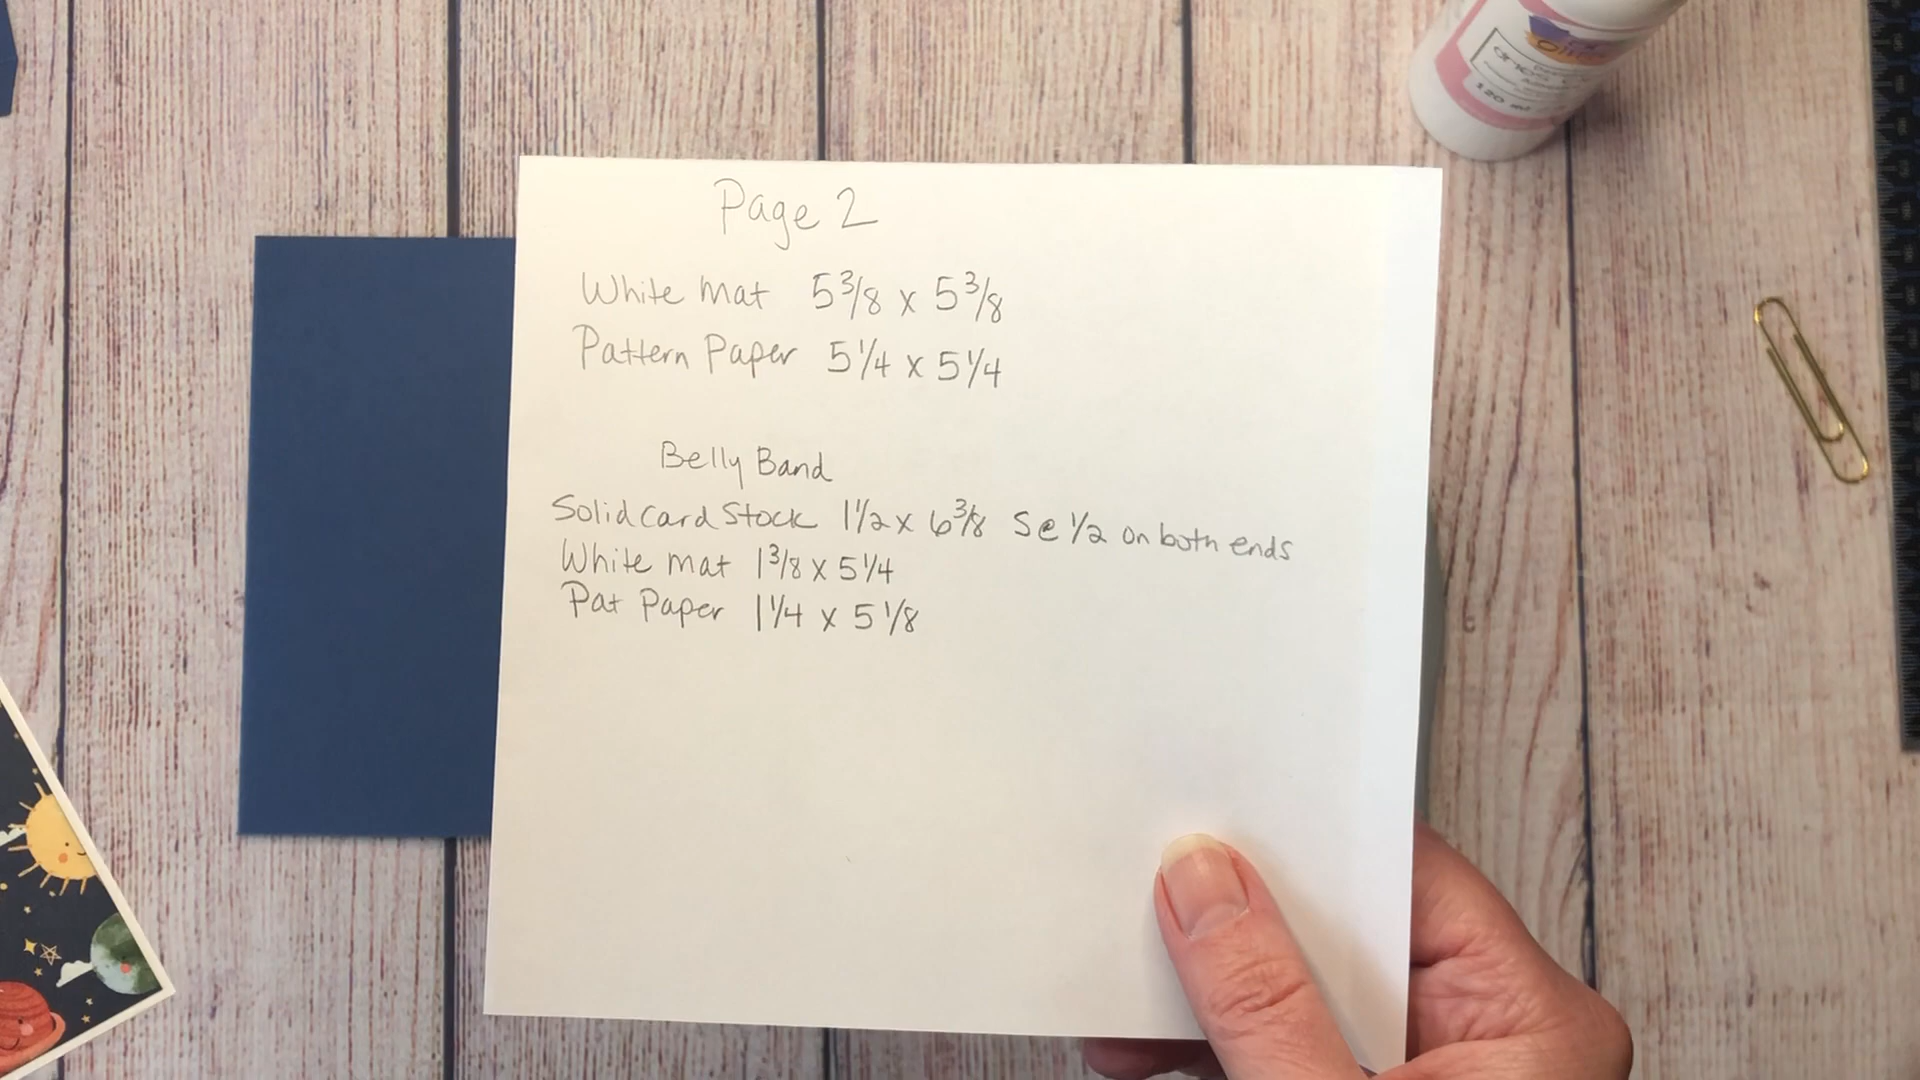 Page 2
White mat 5 3/8 x 5 3/8
Pattern Paper 5 1/4 x 5 1/4
Belly Band
Solid Card Stock 1 1/2 x 6 3/8 S@ 1/2 on both ends
White mat 1 3/8 x 5 1/4
Pat Paper 1 1/4 x 5 1/8
120 ml